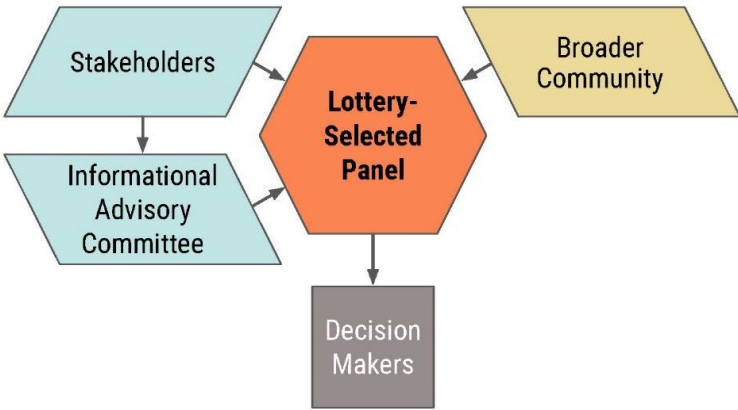 Stakeholders
Lottery-
Selected
Panel
Broader
Community
Informational
Advisory
Committee
Decision
Makers